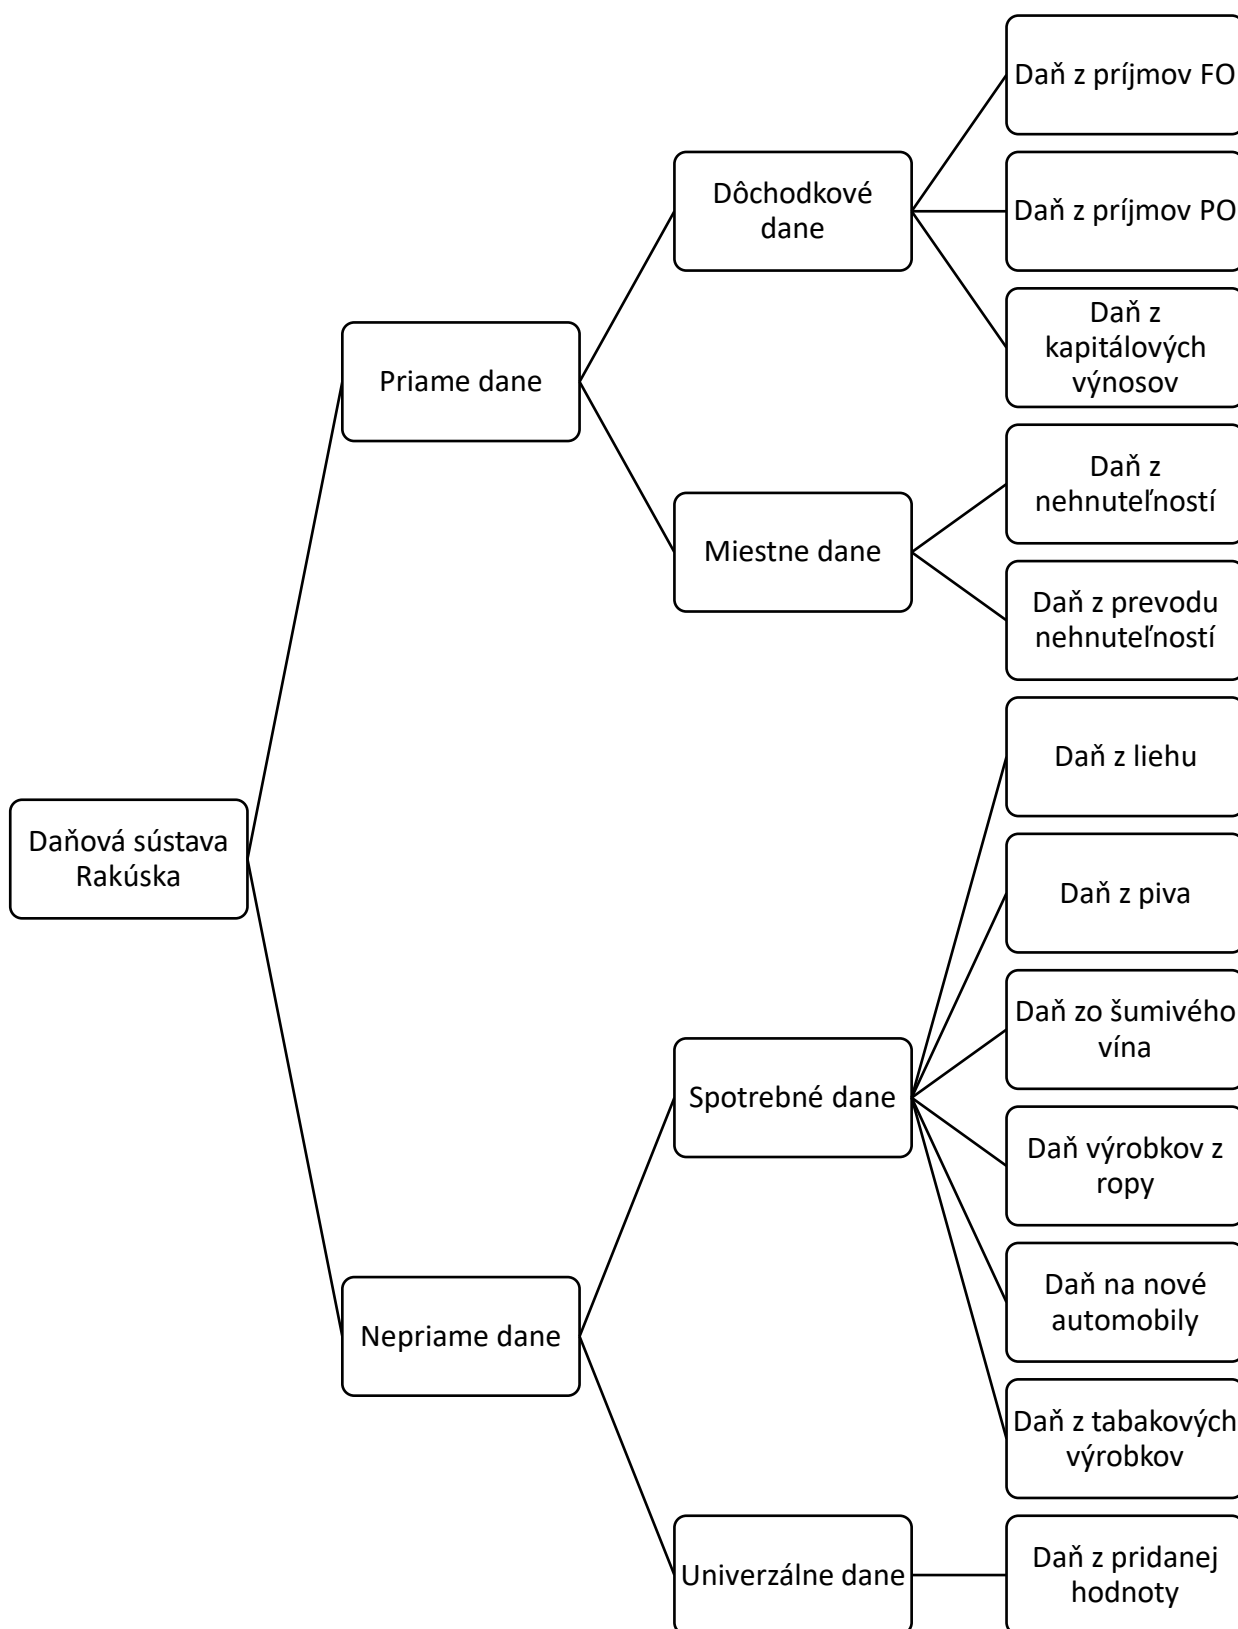 Daňová sústava
Rakúska
Priame dane
Dôchodkové
dane
Daň z príjmov FO
Daň z príjmov PO
Daň z
kapitálových
výnosov
Miestne dane
Daň z
nehnuteľností
Daň z prevodu
nehnuteľností
Nepriame dane
Spotrebné dane
Daň z liehu
Daň z piva
Daň zo šumivého
vína
Daň výrobkov z
ropy
Daň na nové
automobily
Daň z tabakových
výrobkov
Univerzálne dane
Daň z pridanej
hodnoty